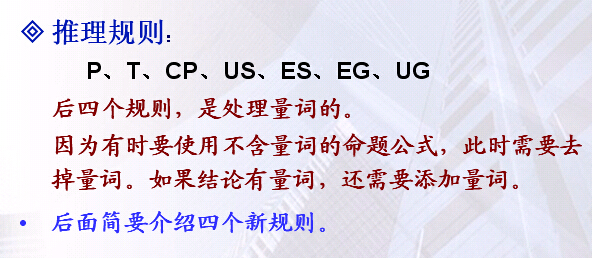 推理规则：
P、T、CP、US、ES、EG、UG
后四个规则，是处理量词的。
因为有时要使用不含量词的命题公式，此时需要去
掉量词。如果结论有量词，还需要添加量词。
• 后面简要介绍四个新规则。